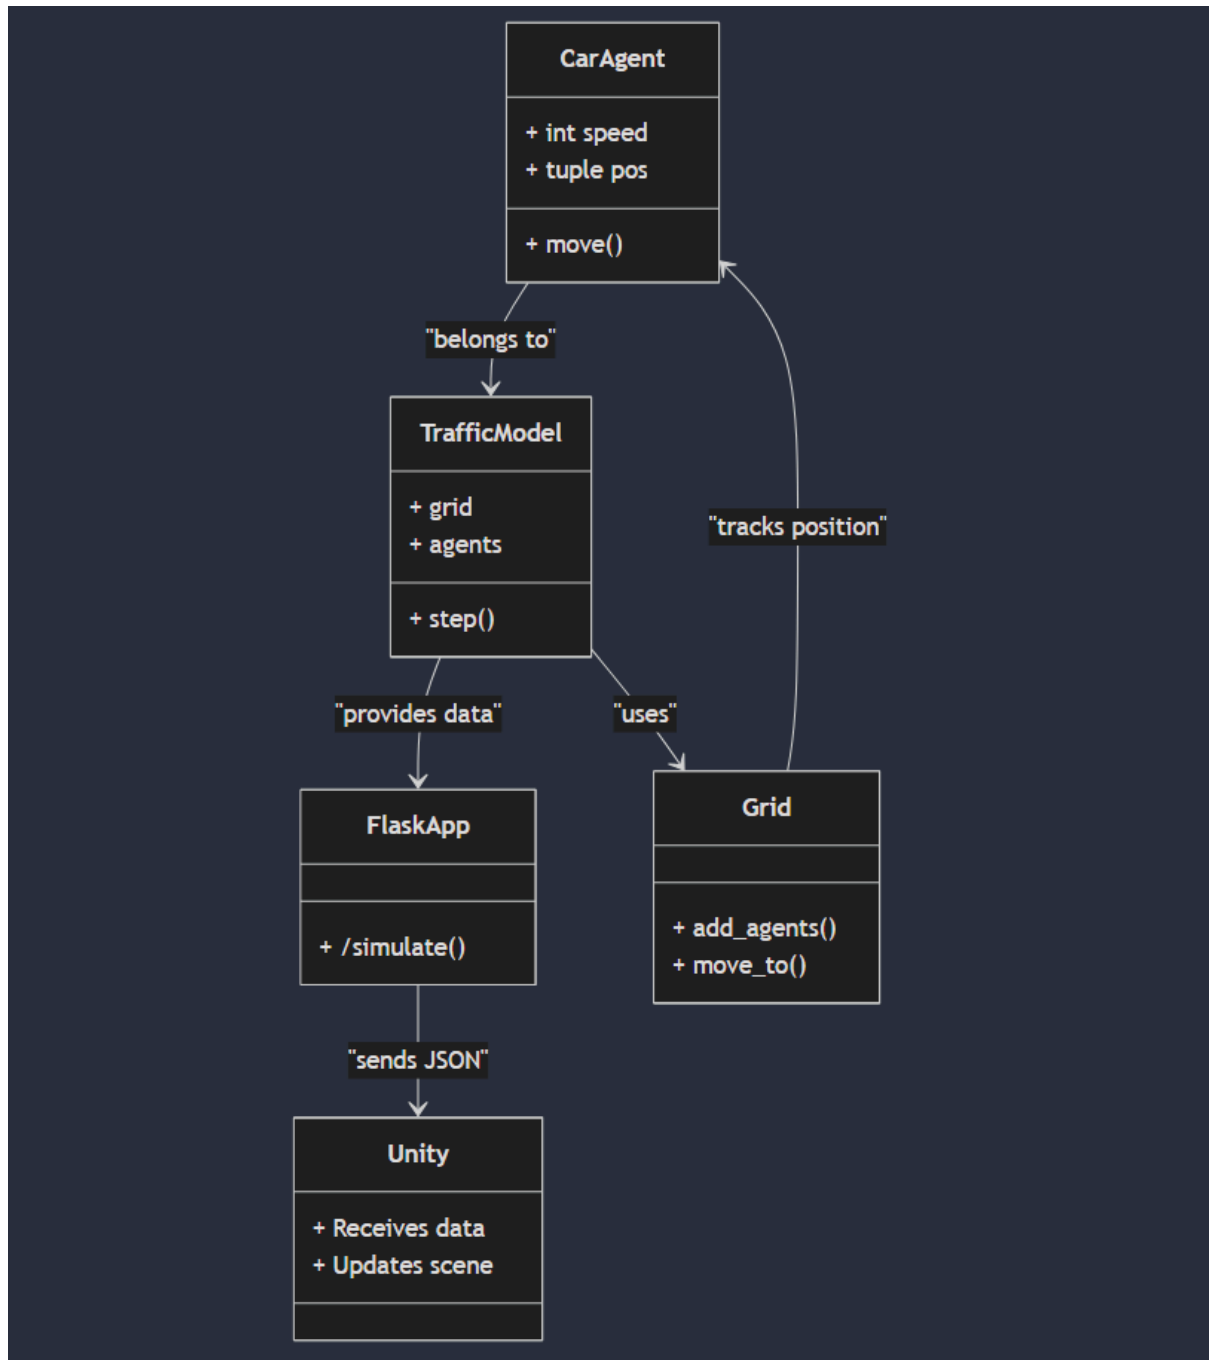 CarAgent
+ int speed
+ tuple pos
+ move()
"belongs to"
TrafficModel
+ grid
+ agents
"tracks position"
+ step()
"provides data"
"uses"
Grid
FlaskApp
+ add_agents()
+ /simulate()
+ move_to()
"sends JSON"
Unity
+ Receives data
+ Updates scene